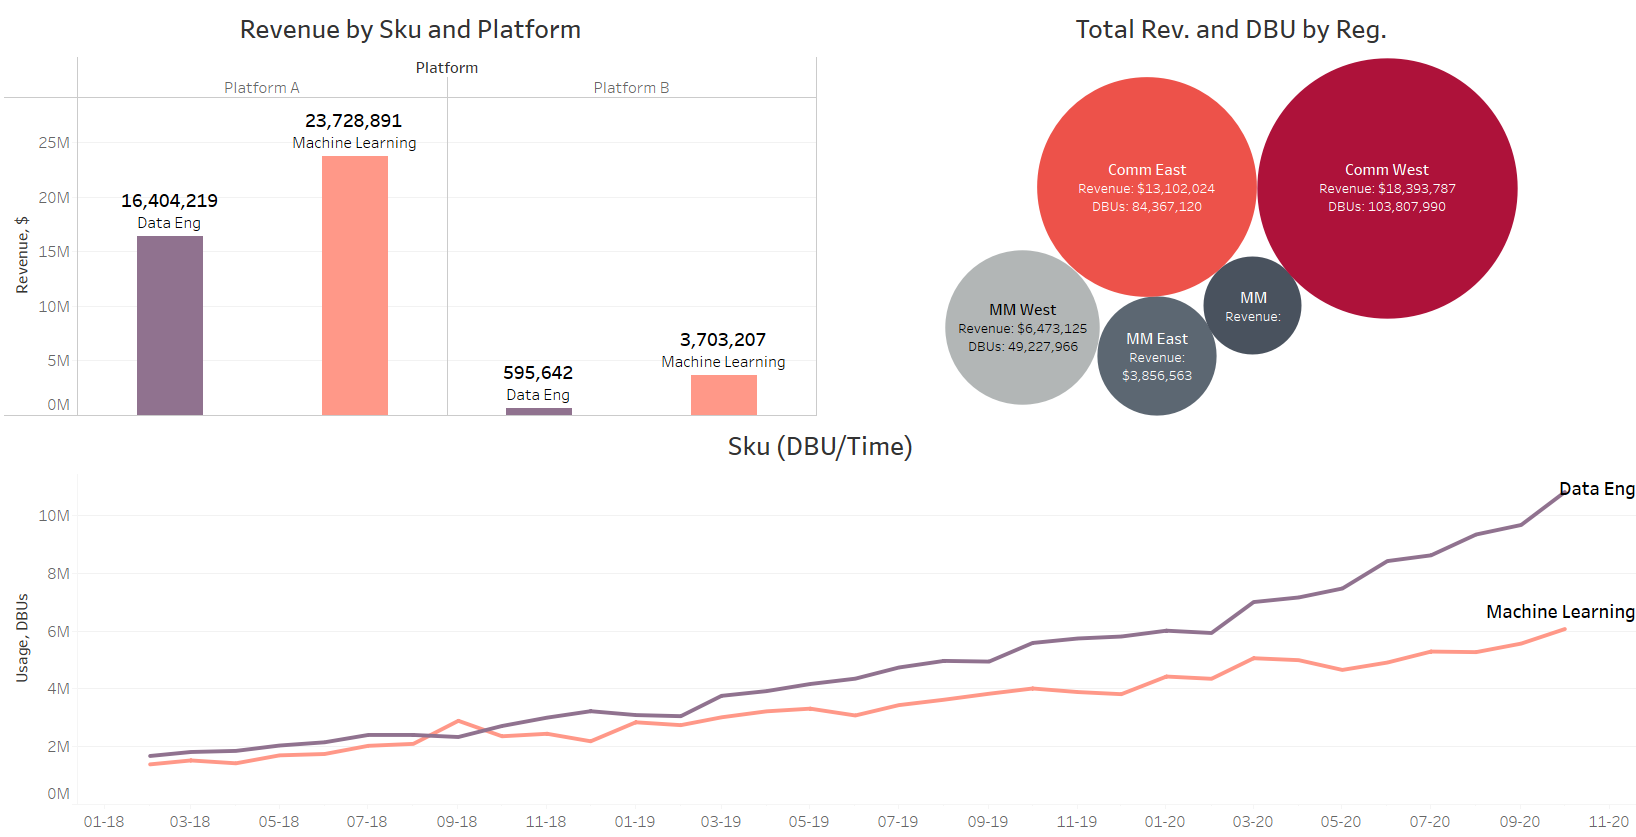 Revenue by Sku and Platform
Platform
Platform A
Platform B
Revenue, $
25M
20M
15M
10M
5M
0M
16,404,219
Data Eng
23,728,891
Machine Learning
595,642
Data Eng
3,703,207
Machine Learning
Total Rev. and DBU by Reg.
Comm East
Revenue: $13,102,024
DBUs: 84,367,120
Comm West
Revenue: $18,393,787
DBUs: 103,807,990
MM West
Revenue: $6,473,125
DBUs: 49,227,966
MM East
Revenue:
$3,856,563
MM
Revenue:
Sku (DBU/Time)
Usage, DBUs
10M
8M
6M
4M
2M
0M
Data Eng
Machine Learning
01-18 03-18 05-18 07-18 09-18 11-18 01-19 03-19 05-19 07-19 09-19 11-19 01-20 03-20 05-20 07-20 09-20 11-20